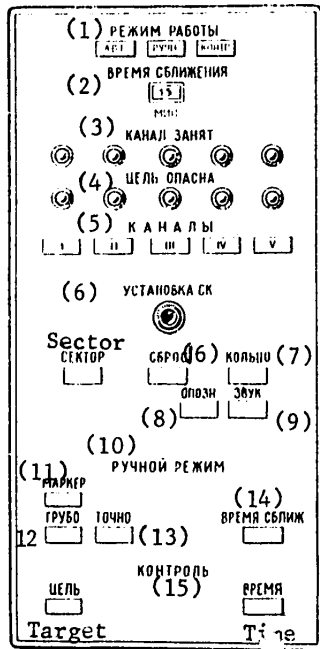 (1) РЕЖИМ РАБОТЫ
АВТ РУЧН КОНТР
(2) ВРЕМЯ СБЛИЖЕНИЯ
15
МИН
(3) КАНАЛ ЗАНЯТ
(4) ЦЕЛЬ ОПАСНА
(5) КАНАЛЫ
I II III IV V
(6) УСТАНОВКА СК
Sector
СЕКТОР СБРОС (6) КОЛЬЦО (7)
(8) ОПОЗН ЗВУК (9)
(10)
РУЧНОЙ РЕЖИМ
(11) МАРКЕР (14)
12 ГРУБО ТОЧНО (13) ВРЕМЯ СБЛИЖ
КОНТРОЛЬ
(15)
ЦЕЛЬ ВРЕМЯ
Target Time